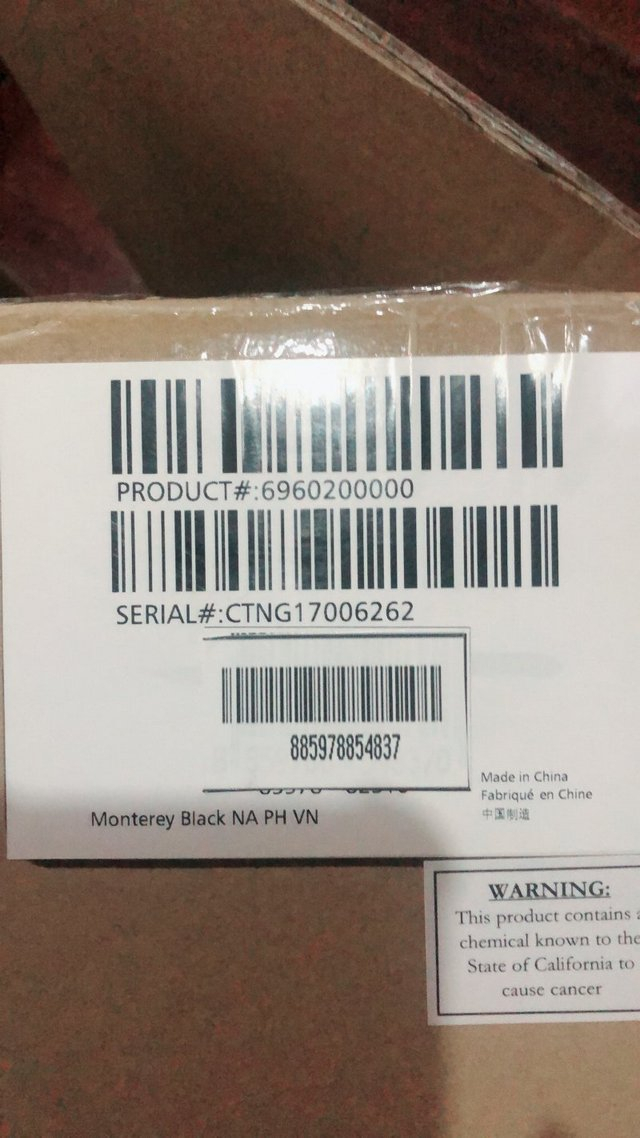 PRODUCT#:6960200000
SERIAL#:CTNG17006262
885978854837
Made in China
Fabriqué en Chine
中国制造
Monterey Black NA PH VN
WARNING:
This product contains a
chemical known to the
State of California to
cause cancer